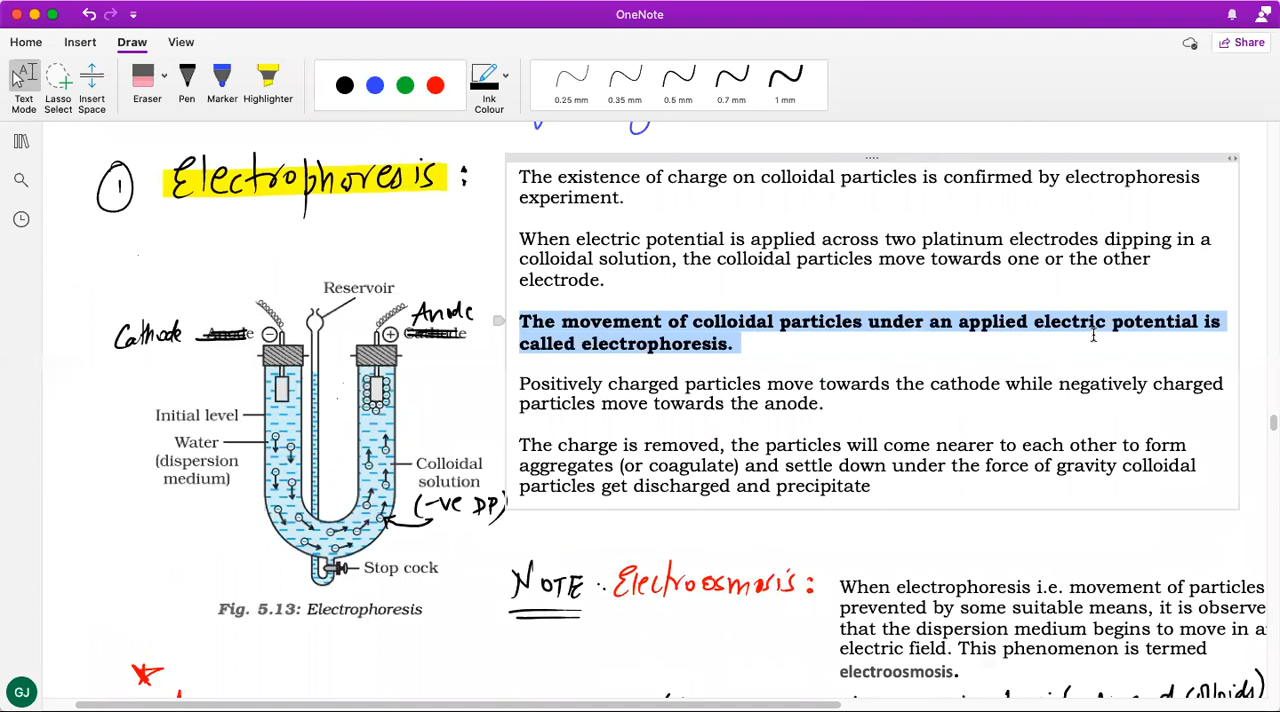 OneNote
Home Insert Draw View
Share
Text Mode
Lasso Select
Insert Space
Eraser
Pen
Marker
Highlighter
Ink Colour
0.25 mm
0.35 mm
0.5 mm
0.7 mm
1 mm
① Electrophoresis :
The existence of charge on colloidal particles is confirmed by electrophoresis
experiment.
When electric potential is applied across two platinum electrodes dipping in a
colloidal solution, the colloidal particles move towards one or the other
electrode.
The movement of colloidal particles under an applied electric potential is
called electrophoresis.
Positively charged particles move towards the cathode while negatively charged
particles move towards the anode.
The charge is removed, the particles will come nearer to each other to form
aggregates (or coagulate) and settle down under the force of gravity colloidal
particles get discharged and precipitate
Reservoir
Cathode Anode
Anode
Cathode
Initial level
Water
(dispersion
medium)
Colloidal
solution
(-ve DP)
Stop cock
Fig. 5.13: Electrophoresis
NOTE : Electroosmosis :
When electrophoresis i.e. movement of particles
prevented by some suitable means, it is observe
that the dispersion medium begins to move in a
electric field. This phenomenon is termed
electroosmosis.
GJ